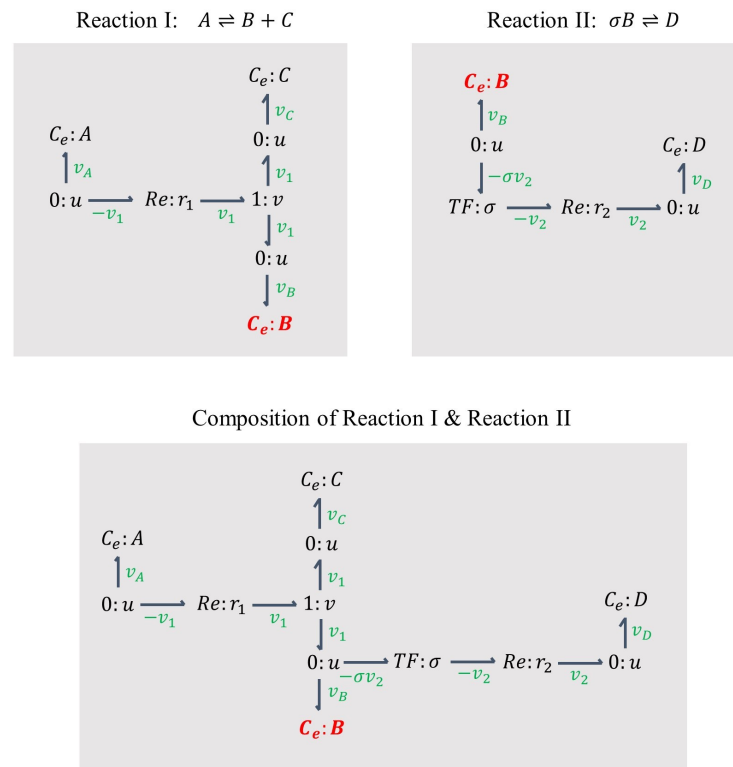 Reaction I: A ⇌ B + C
C_e: C
v_C
0: u
C_e: A
v_A
v_1
0: u
−v_1
Re: r_1
v_1
1: v
v_1
0: u
v_B
C_e: B
Reaction II: σB ⇌ D
C_e: B
v_B
0: u
C_e: D
−σv_2
v_D
TF: σ
−v_2
Re: r_2
v_2
0: u
Composition of Reaction I & Reaction II
C_e: C
v_C
C_e: A
0: u
v_A
v_1
0: u
−v_1
Re: r_1
v_1
1: v
C_e: D
v_1
v_D
0: u
−σv_2
TF: σ
−v_2
Re: r_2
v_2
0: u
v_B
C_e: B